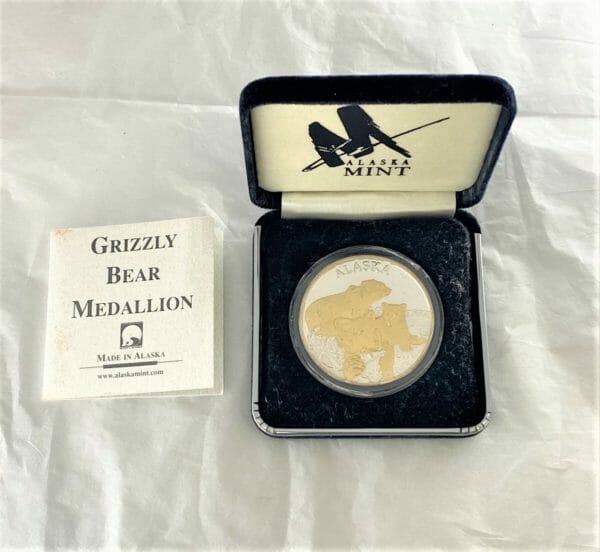 ALASKA
MINT
GRIZZLY
BEAR
MEDALLION
MADE IN ALASKA
www.alaskamint.com
ALASKA